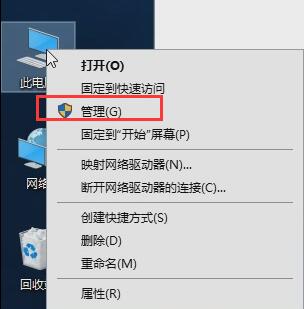 打开(O)
此电
固定到快速访问
管理(G)
固定到“开始”屏幕(P)
映射网络驱动器(N)...
网络
断开网络驱动器的连接(C)...
创建快捷方式(S)
删除(D)
重命名(M)
回收
属性(R)